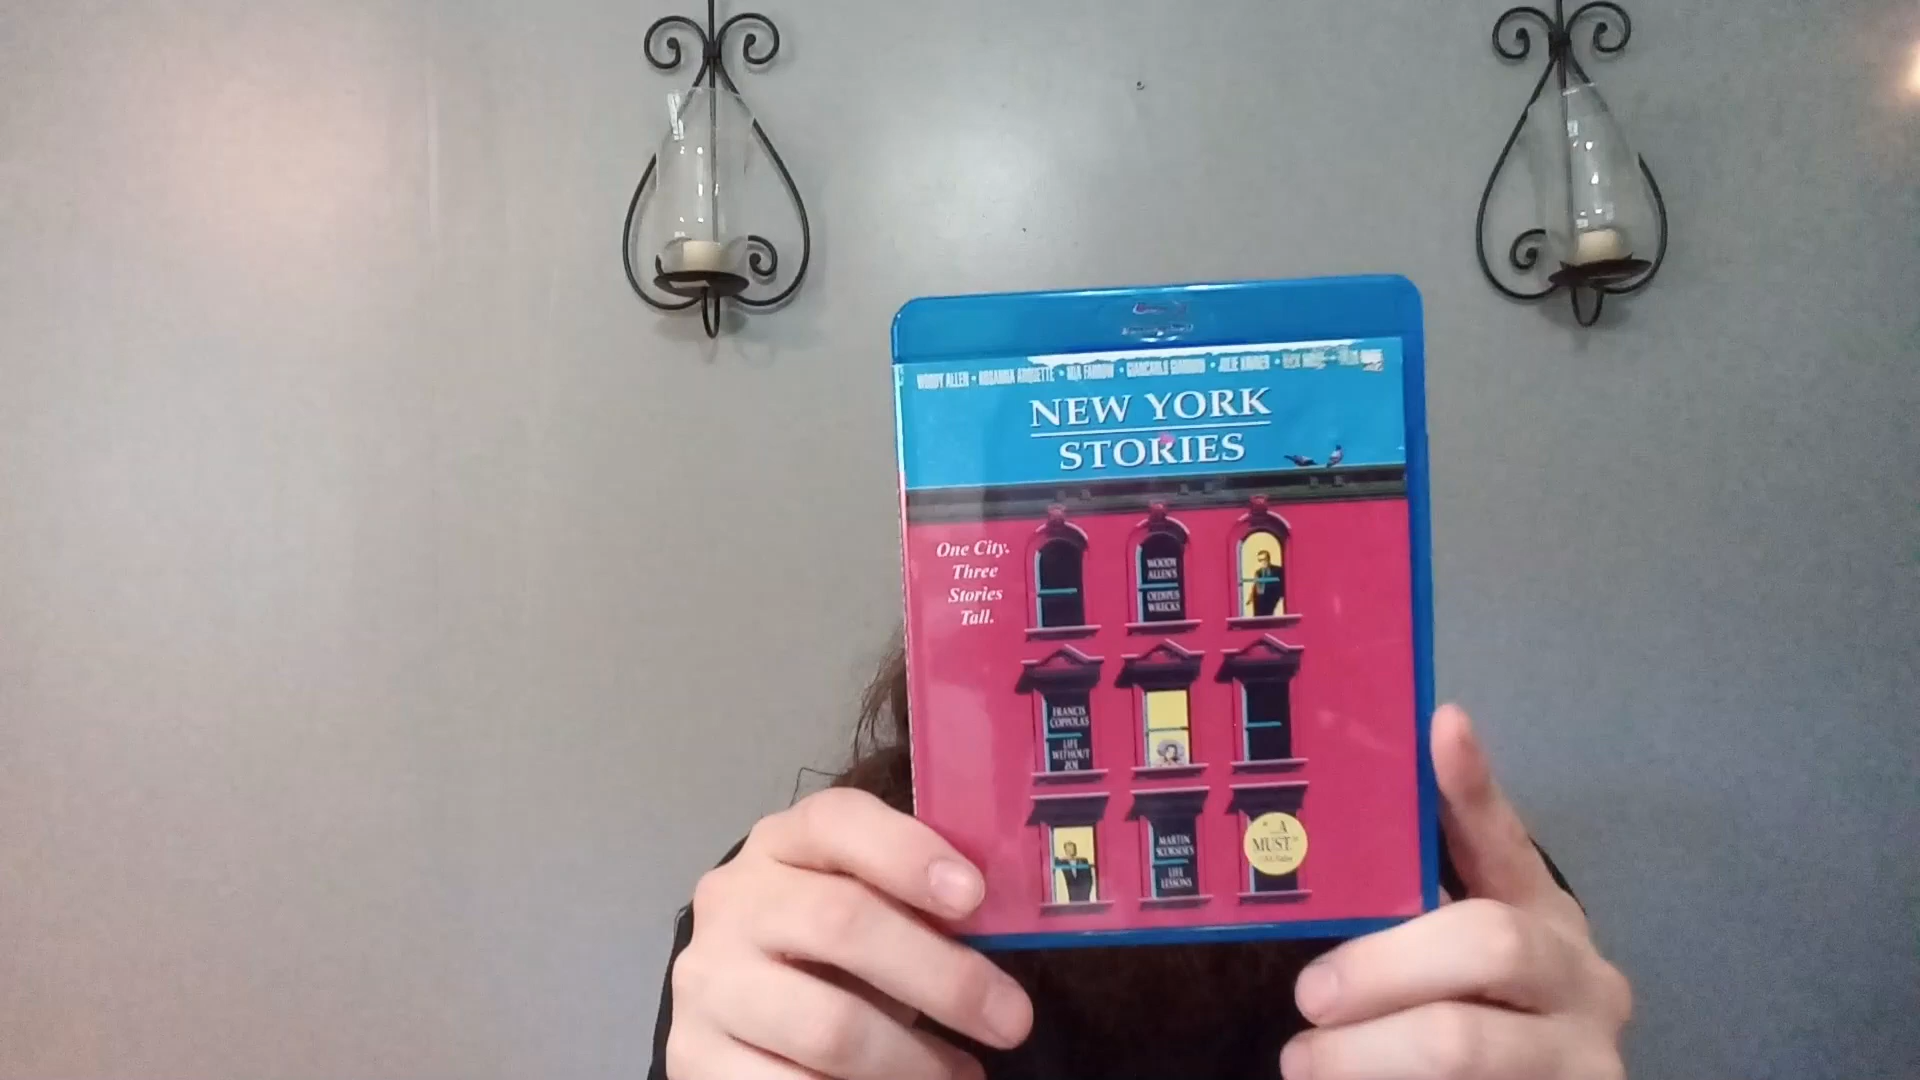 WOODY ALLEN • ROSANNA ARQUETTE • MIA FARROW • GIANCARLO GIANNINI • JULIE KAVNER •
NEW YORK
STORIES
One City.
Three
Stories
Tall.
WOODY
ALLEN'S
OEDIPUS
WRECKS
FRANCIS
COPPOLA'S
LIFE
WITHOUT
ZOE
MARTIN
SCORSESE'S
LIFE
LESSONS
"...A
MUST."